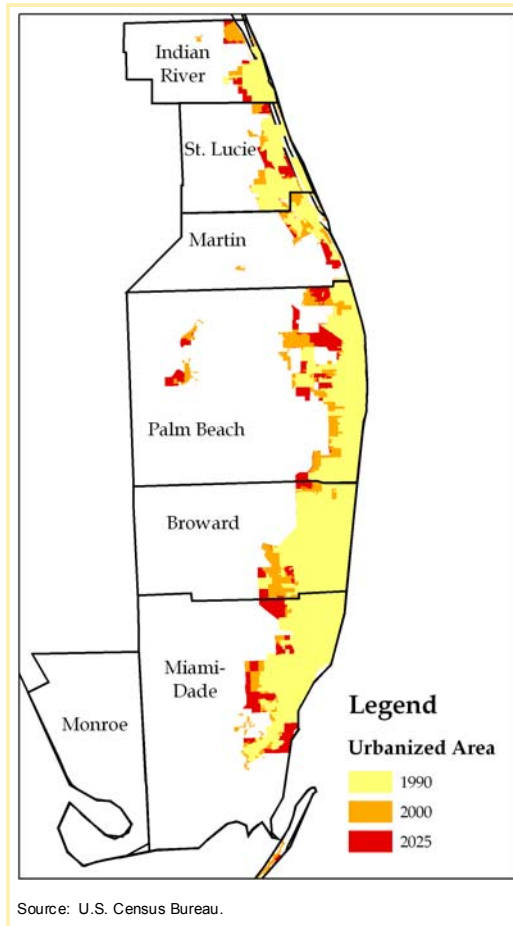 Indian
River
St. Lucie
Martin
Palm Beach
Broward
Miami-
Dade
Monroe
Legend
Urbanized Area
1990
2000
2025
Source: U.S. Census Bureau.